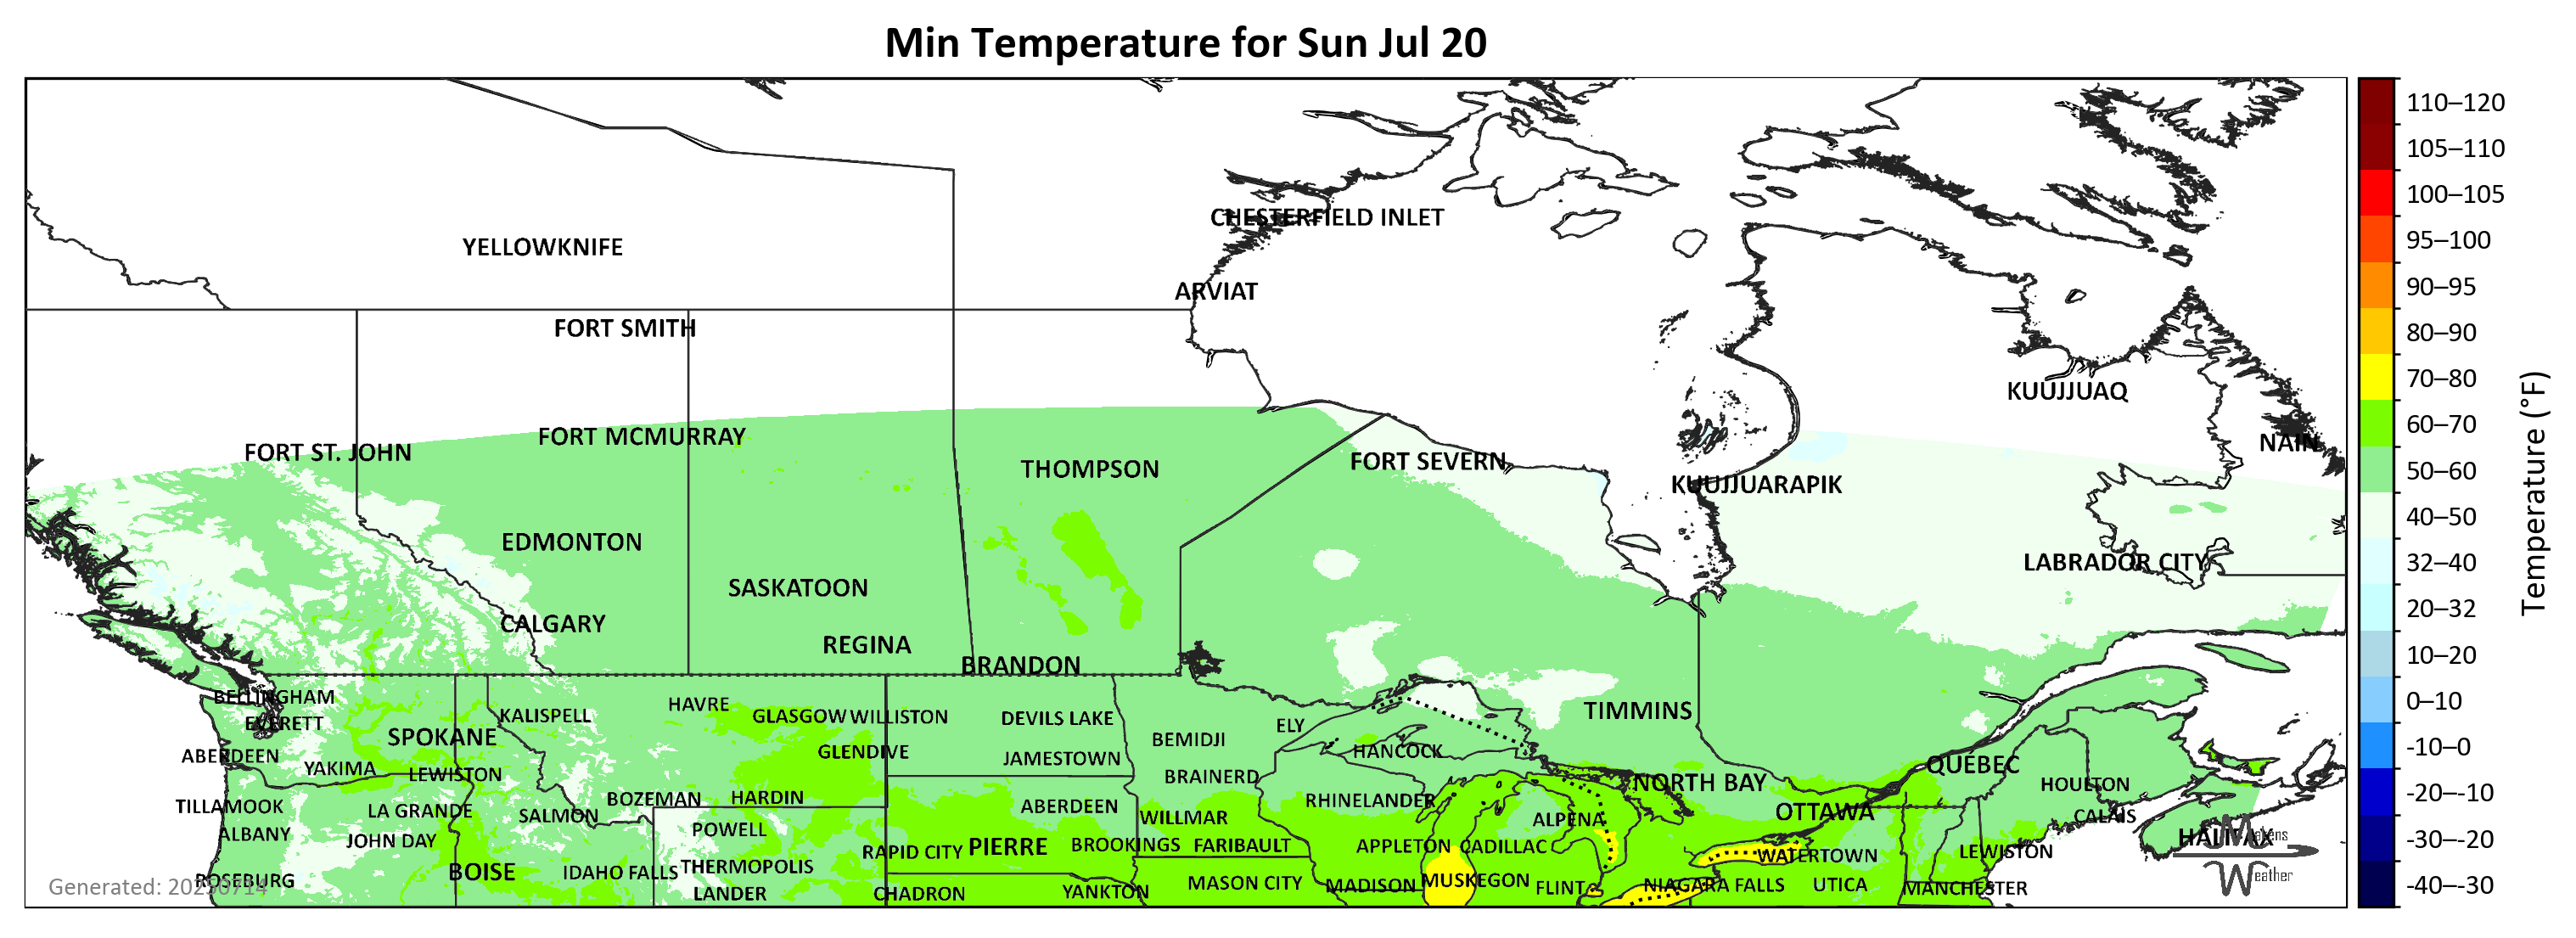 Min Temperature for Sun Jul 20
110–120
105–110
100–105
95–100
90–95
80–90
70–80
60–70
50–60
40–50
32–40
20–32
10–20
0–10
-10–0
-20–-10
-30–-20
-40–-30
Temperature (°F)
CHESTERFIELD INLET
YELLOWKNIFE
ARVIAT
FORT SMITH
KUUJJUAQ
FORT MCMURRAY
NAIN
FORT ST. JOHN
FORT SEVERN
THOMPSON
KUUJJUARAPIK
EDMONTON
LABRADOR CITY
SASKATOON
CALGARY
REGINA
BRANDON
BELLINGHAM
HAVRE
TIMMINS
KALISPELL
GLASGOW
WILLISTON
DEVILS LAKE
EVERETT
ELY
SPOKANE
BEMIDJI
HANCOCK
GLENDIVE
ABERDEEN
JAMESTOWN
QUÉBEC
YAKIMA
LEWISTON
BRAINERD
NORTH BAY
HOULTON
BOZEMAN
HARDIN
RHINELANDER
TILLAMOOK
ABERDEEN
LA GRANDE
SALMON
OTTAWA
CALAIS
WILLMAR
ALPENA
POWELL
ALBANY
HALIFAX
JOHN DAY
RAPID CITY
PIERRE
BROOKINGS
FARIBAULT
APPLETON
CADILLAC
LEWISTON
WATERTOWN
THERMOPOLIS
BOISE
IDAHO FALLS
ROSEBURG
MUSKEGON
MASON CITY
MADISON
FLINT
NIAGARA FALLS
UTICA
MANCHESTER
LANDER
CHADRON
YANKTON
Generated: 20250714
Matens
Weather